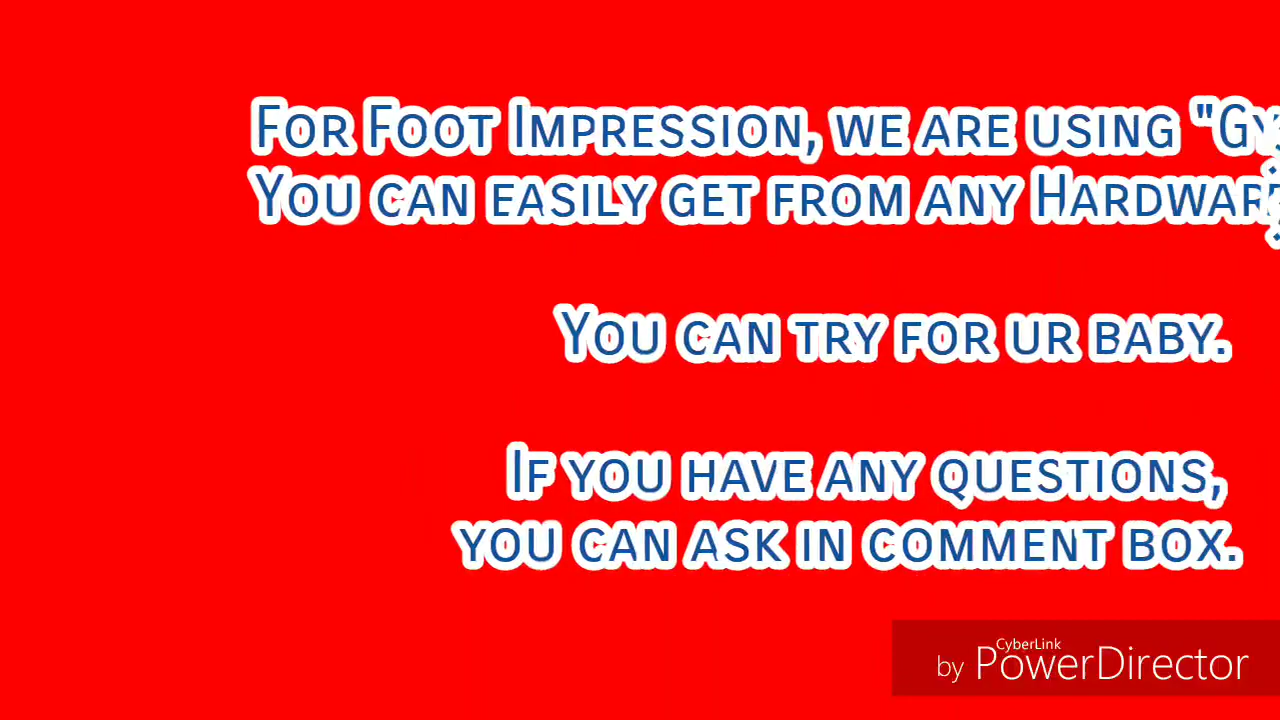 For Foot Impression, we are using
You can easily get from any
You can try for ur baby.
If you have any questions,
you can ask in comment box.
CyberLink
by PowerDirector